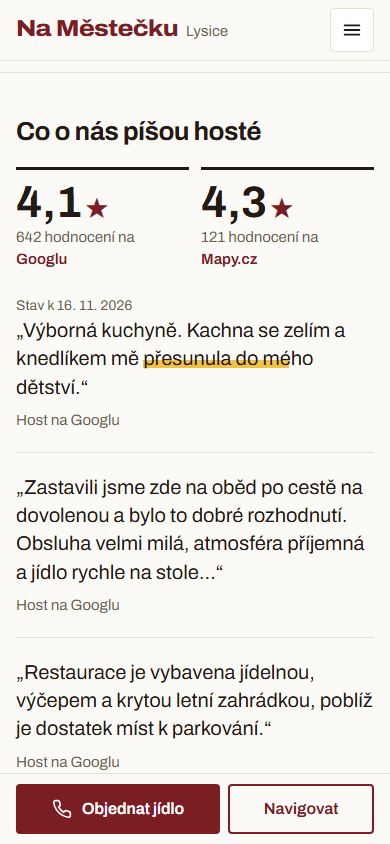 Na Městečku Lysice
Co o nás píšou hosté
4,1★ 4,3★
642 hodnocení na 121 hodnocení na
Googlu Mapy.cz
Stav k 16. 11. 2026
„Výborná kuchyně. Kachna se zelím a
knedlíkem mě přesunula do mého
dětství.“
Host na Googlu
„Zastavili jsme zde na oběd po cestě na
dovolenou a bylo to dobré rozhodnutí.
Obsluha velmi milá, atmosféra příjemná
a jídlo rychle na stole…“
Host na Googlu
„Restaurace je vybavena jídelnou,
výčepem a krytou letní zahrádkou, poblíž
je dostatek míst k parkování.“
Host na Googlu
Objednat jídlo Navigovat